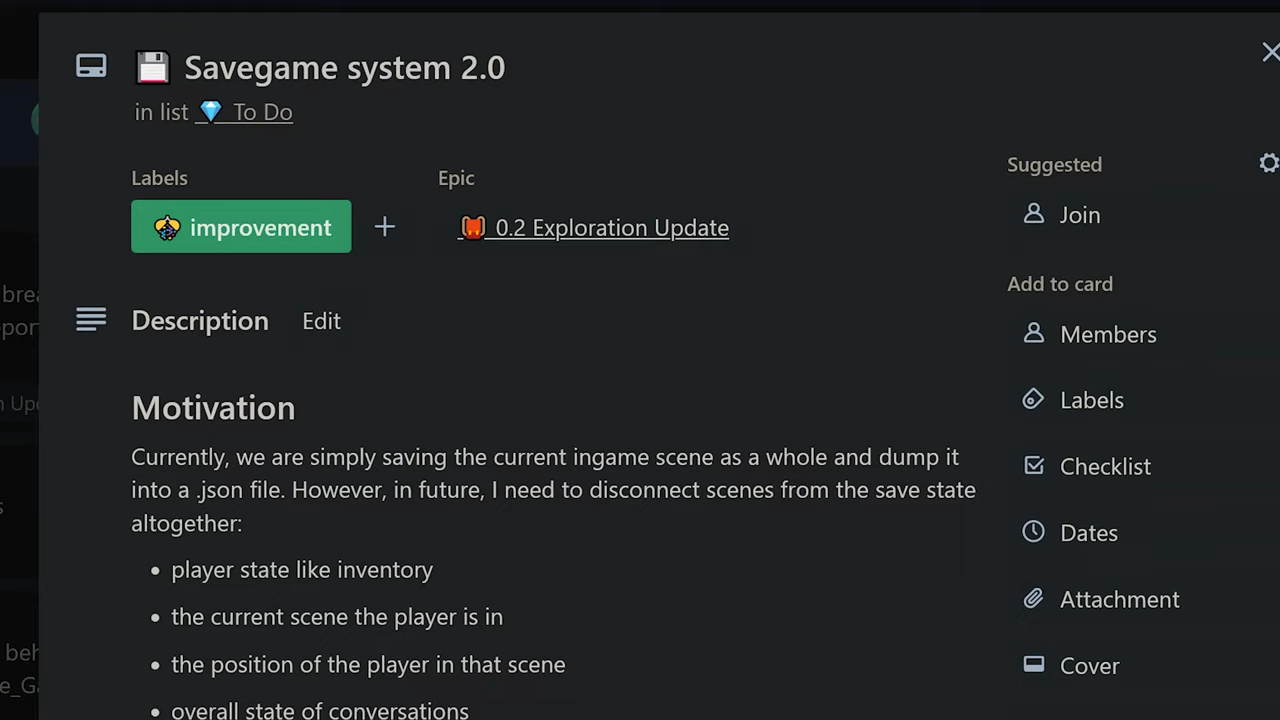 Savegame system 2.0
in list To Do
Labels
Epic
improvement
0.2 Exploration Update
Description Edit
Motivation
Currently, we are simply saving the current ingame scene as a whole and dump it
into a .json file. However, in future, I need to disconnect scenes from the save state
altogether:
• player state like inventory
• the current scene the player is in
• the position of the player in that scene
• overall state of conversations
Suggested
Join
Add to card
Members
Labels
Checklist
Dates
Attachment
Cover